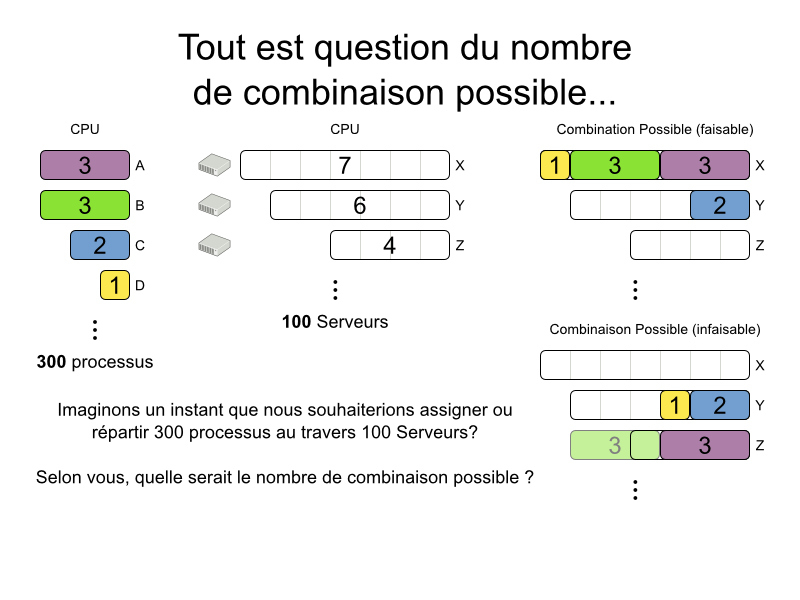 Tout est question du nombre
de combinaison possible...
CPU
3 A
3 B
2 C
1 D
300 processus
CPU
7 X
6 Y
4 Z
100 Serveurs
Combination Possible (faisable)
1 3 3 X
2 Y
Z
Combinaison Possible (infaisable)
X
1 2 Y
3 3 Z
Imaginons un instant que nous souhaiterions assigner ou
répartir 300 processus au travers 100 Serveurs?
Selon vous, quelle serait le nombre de combinaison possible ?